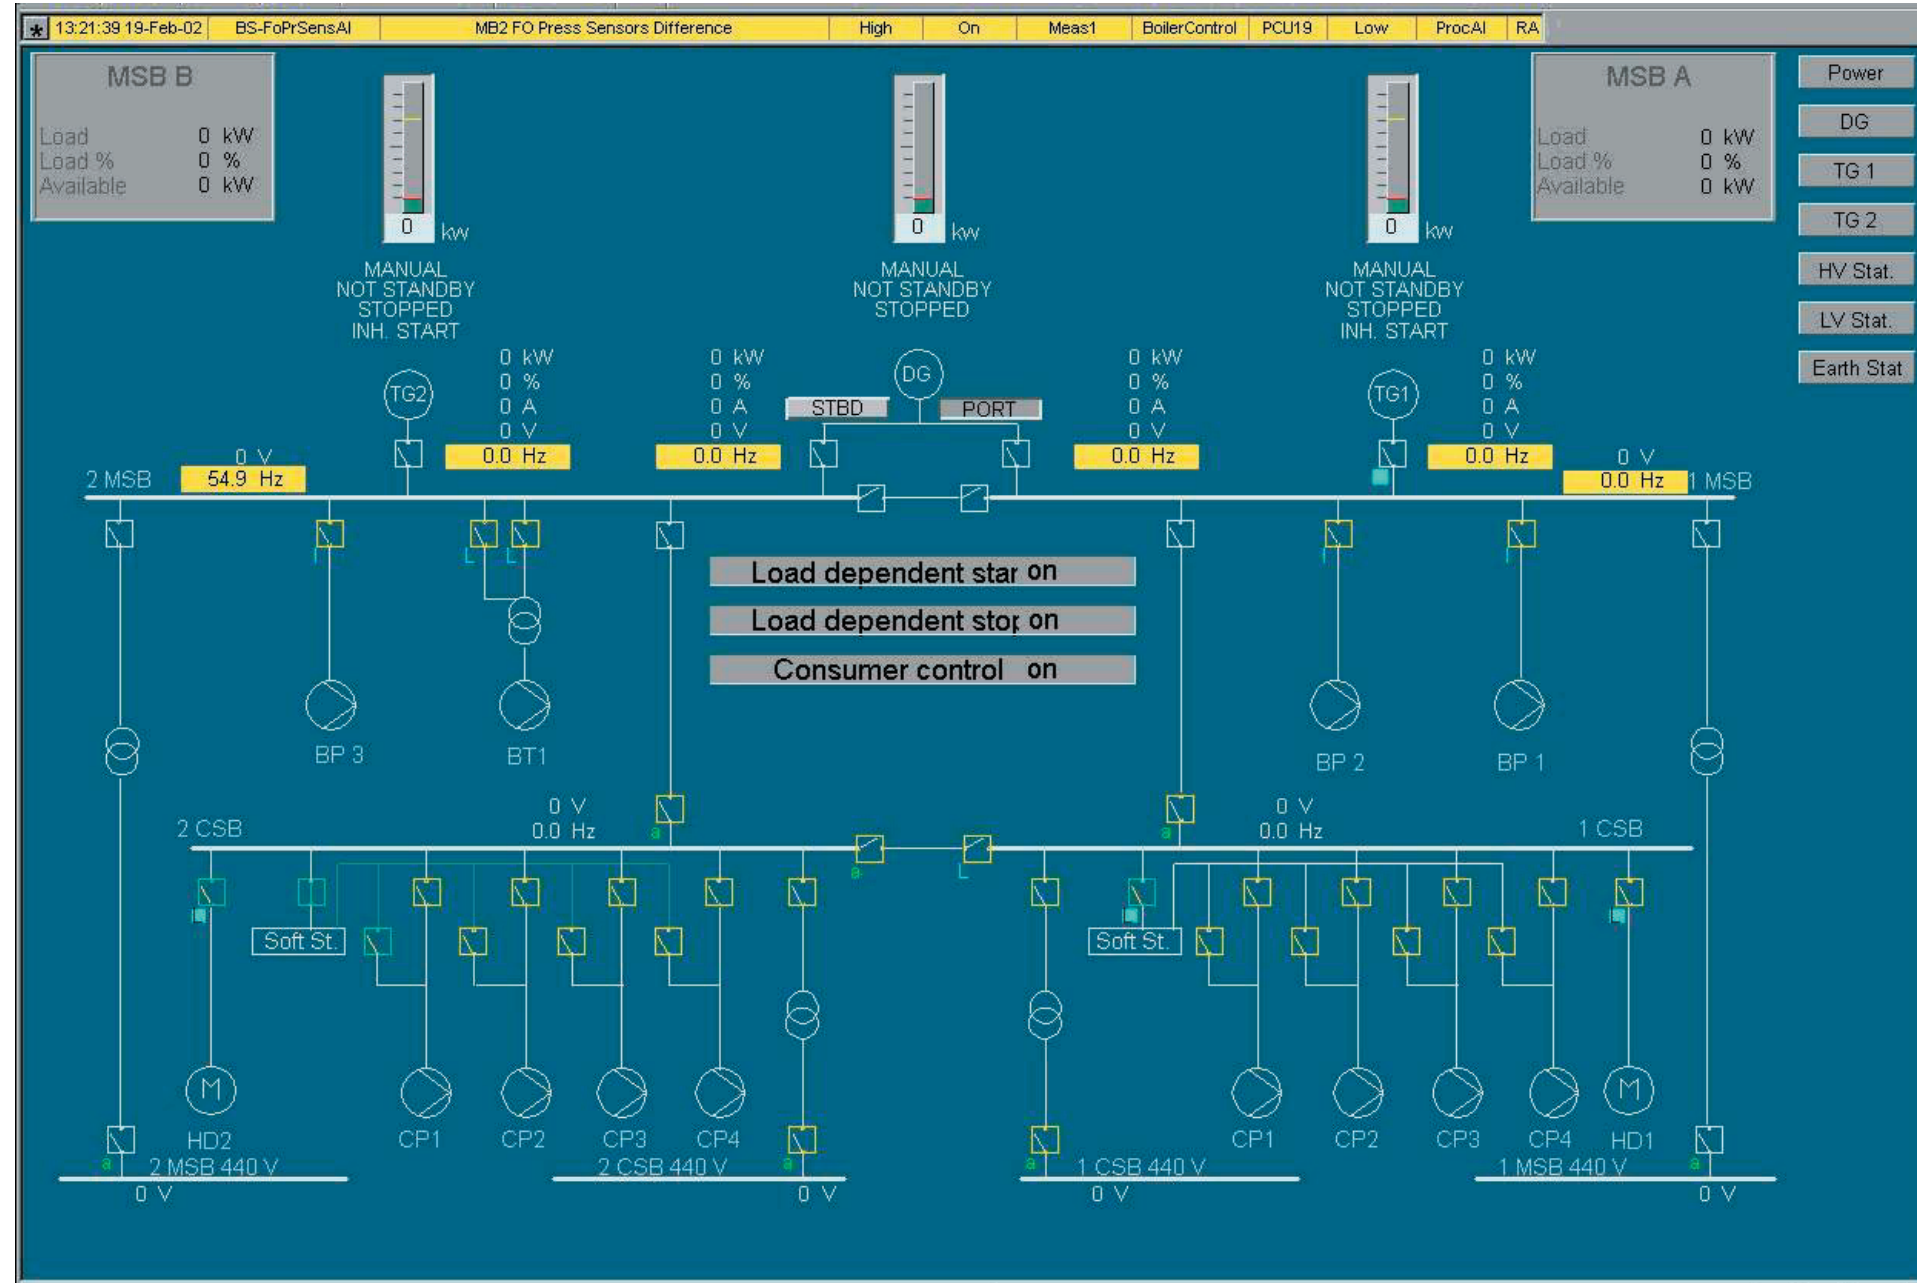 * 13:21:39 19-Feb-02 BS-FoPrSensAl MB2 FO Press Sensors Difference High On Meas1 BoilerControl PCU19 Low ProcAl RA
MSB B
Load 0 kW
Load % 0 %
Available 0 kW
0 kw
MANUAL
NOT STANDBY
STOPPED
INH. START
0 kw
MANUAL
NOT STANDBY
STOPPED
0 kw
MANUAL
NOT STANDBY
STOPPED
INH. START
MSB A
Load 0 kW
Load % 0 %
Available 0 kW
Power
DG
TG 1
TG 2
HV Stat.
LV Stat.
Earth Stat
TG2
0 kW
0 %
0 A
0 V
0.0 Hz
0 kW
0 %
0 A
0 V
0.0 Hz
DG
STBD PORT
0 kW
0 %
0 A
0 V
0.0 Hz
TG1
0 kW
0 %
0 A
0 V
0.0 Hz
2 MSB
0 V
54.9 Hz
0 V
0.0 Hz
1 MSB
L L
Load dependent star on
Load dependent stop on
Consumer control on
BP 3 BT1 BP 2 BP 1
2 CSB
0 V
0.0 Hz
a
a
0 V
0.0 Hz
1 CSB
a L
Soft St. Soft St.
M M
HD2 CP1 CP2 CP3 CP4 CP1 CP2 CP3 CP4 HD1
a a a a
2 MSB 440 V 2 CSB 440 V 1 CSB 440 V 1 MSB 440 V
0 V 0 V 0 V 0 V